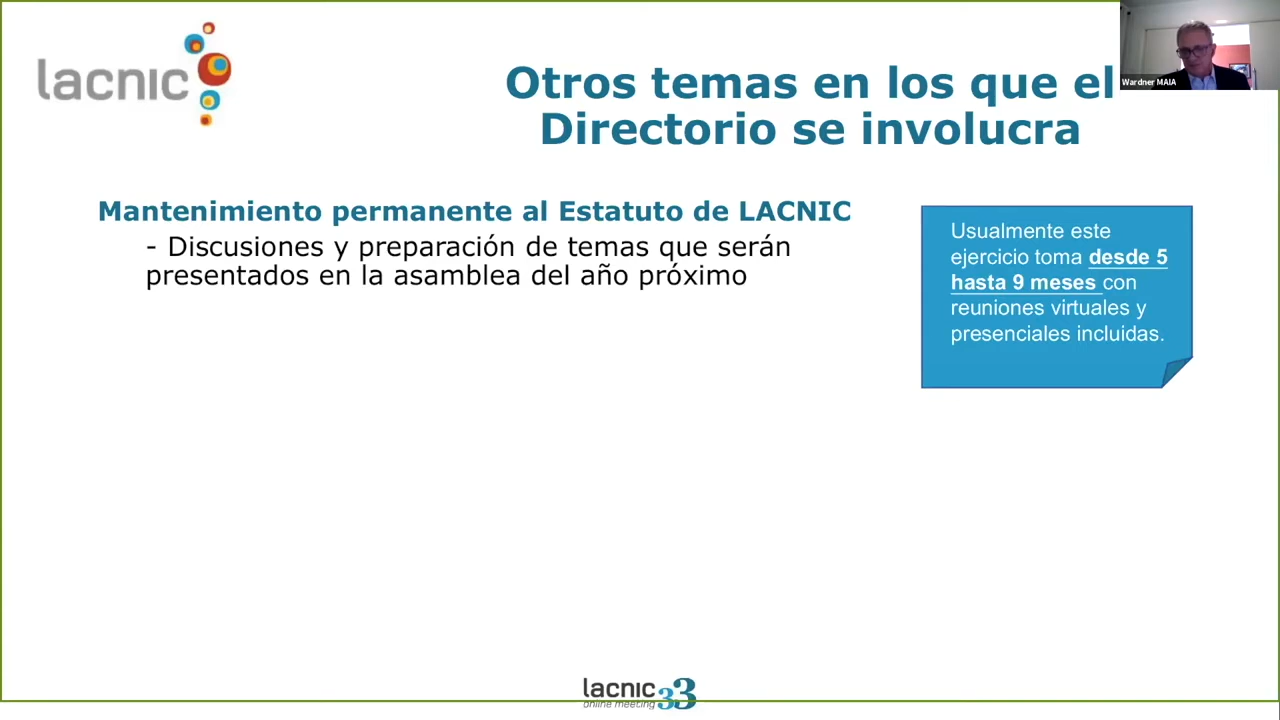 lacnic
Otros temas en los que el
Directorio se involucra
Wardner MAIA
Mantenimiento permanente al Estatuto de LACNIC
- Discusiones y preparación de temas que serán
presentados en la asamblea del año próximo
Usualmente este
ejercicio toma desde 5
hasta 9 meses con
reuniones virtuales y
presenciales incluidas.
lacnic 33
online meeting